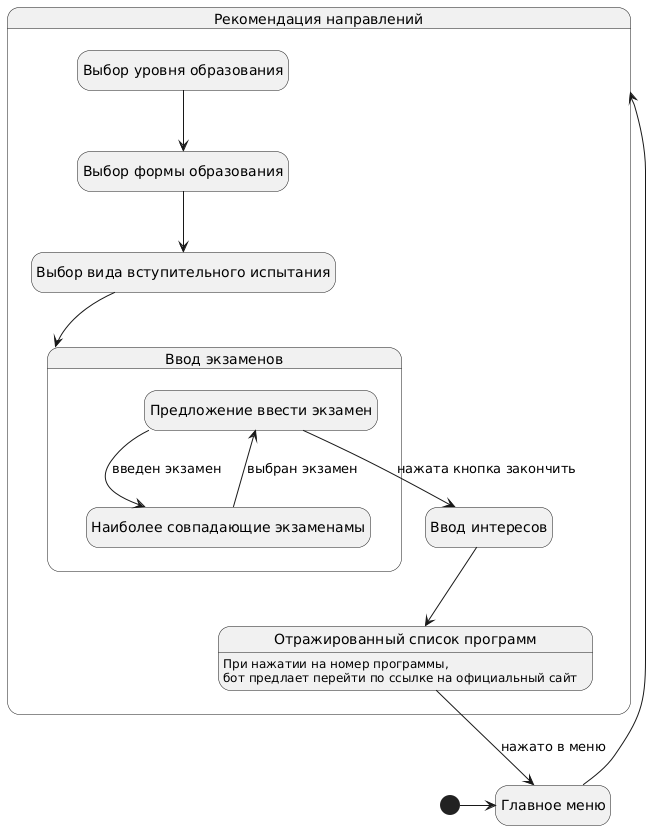 Рекомендация направлений
Выбор уровня образования
Выбор формы образования
Выбор вида вступительного испытания
Ввод экзаменов
Предложение ввести экзамен
введен экзамен
выбран экзамен
нажата кнопка закончить
Наиболее совпадающие экзаменамы
Ввод интересов
Отражированный список программ
При нажатии на номер программы,
бот предлает перейти по ссылке на официальный сайт
нажато в меню
Главное меню